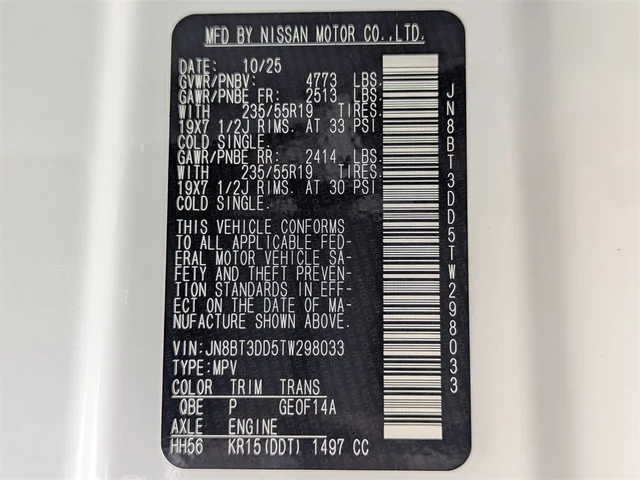 MFD BY NISSAN MOTOR CO.,LTD.
DATE: 10/25
GVWR/PNBV: 4773 LBS.
GAWR/PNBE FR: 2513 LBS.
WITH 235/55R19 TIRES.
19X7 1/2J RIMS. AT 33 PSI
COLD SINGLE.
GAWR/PNBE RR: 2414 LBS.
WITH 235/55R19 TIRES.
19X7 1/2J RIMS. AT 30 PSI
COLD SINGLE.
THIS VEHICLE CONFORMS
TO ALL APPLICABLE FED-
ERAL MOTOR VEHICLE SA-
FETY AND THEFT PREVEN-
TION STANDARDS IN EFF-
ECT ON THE DATE OF MA-
NUFACTURE SHOWN ABOVE.
VIN:JN8BT3DD5TW298033
TYPE:MPV
COLOR TRIM TRANS
QBE P GEOF14A
AXLE ENGINE
HH56 KR15(DDT) 1497 CC
JN8BT3DD5TW298033